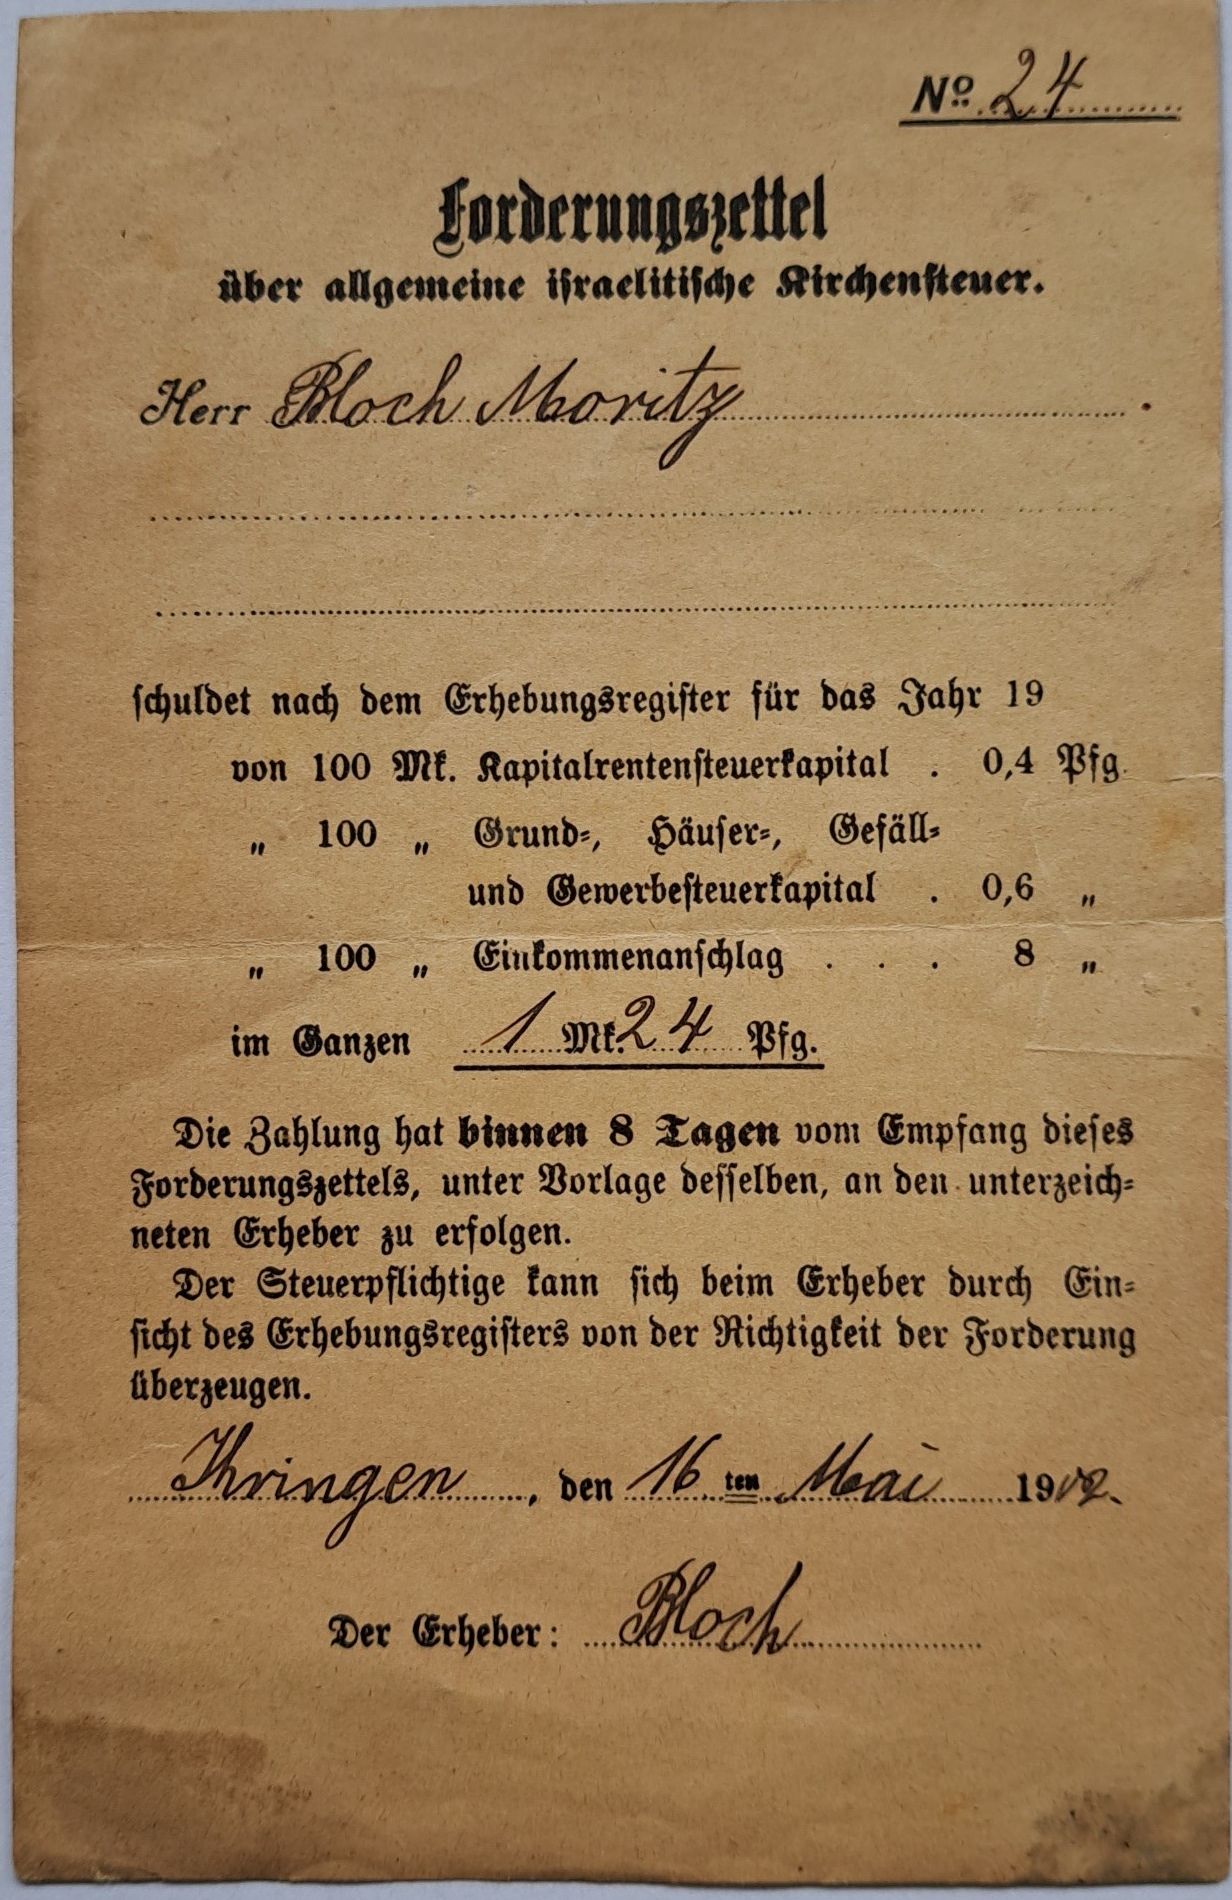 No. 24
Forderungszettel
über allgemeine israelitische Kirchensteuer.
Herr Bloch Moritz
schuldet nach dem Erhebungsregister für das Jahr 19
von 100 Mk. Kapitalrentensteuerkapital . 0,4 Pfg.
„ 100 „ Grund-, Häuser-, Gefäll-
und Gewerbesteuerkapital . 0,6 „
„ 100 „ Einkommenanschlag . . . 8 „
im Ganzen 1 Mk. 24 Pfg.
Die Zahlung hat binnen 8 Tagen vom Empfang dieses
Forderungszettels, unter Vorlage desselben, an den unterzeich-
neten Erheber zu erfolgen.
Der Steuerpflichtige kann sich beim Erheber durch Ein-
sicht des Erhebungsregisters von der Richtigkeit der Forderung
überzeugen.
Ihringen, den 16ten Mai
Der Erheber: Bloch